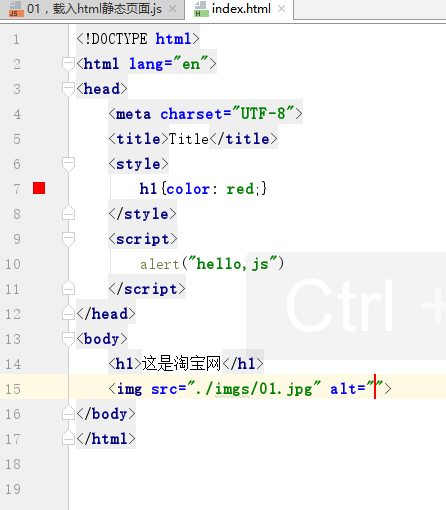 01，载入html静态页面.js × index.html ×
1 <!DOCTYPE html>
2 <html lang="en">
3 <head>
4 <meta charset="UTF-8">
5 <title>Title</title>
6 <style>
7 h1{color: red;}
8 </style>
9 <script>
10 alert("hello,js")
11 </script>
12 </head>
13 <body>
14 <h1>这是淘宝网</h1>
15 <img src="./imgs/01.jpg" alt="">
16 </body>
17 </html>
18
19
Ctrl +